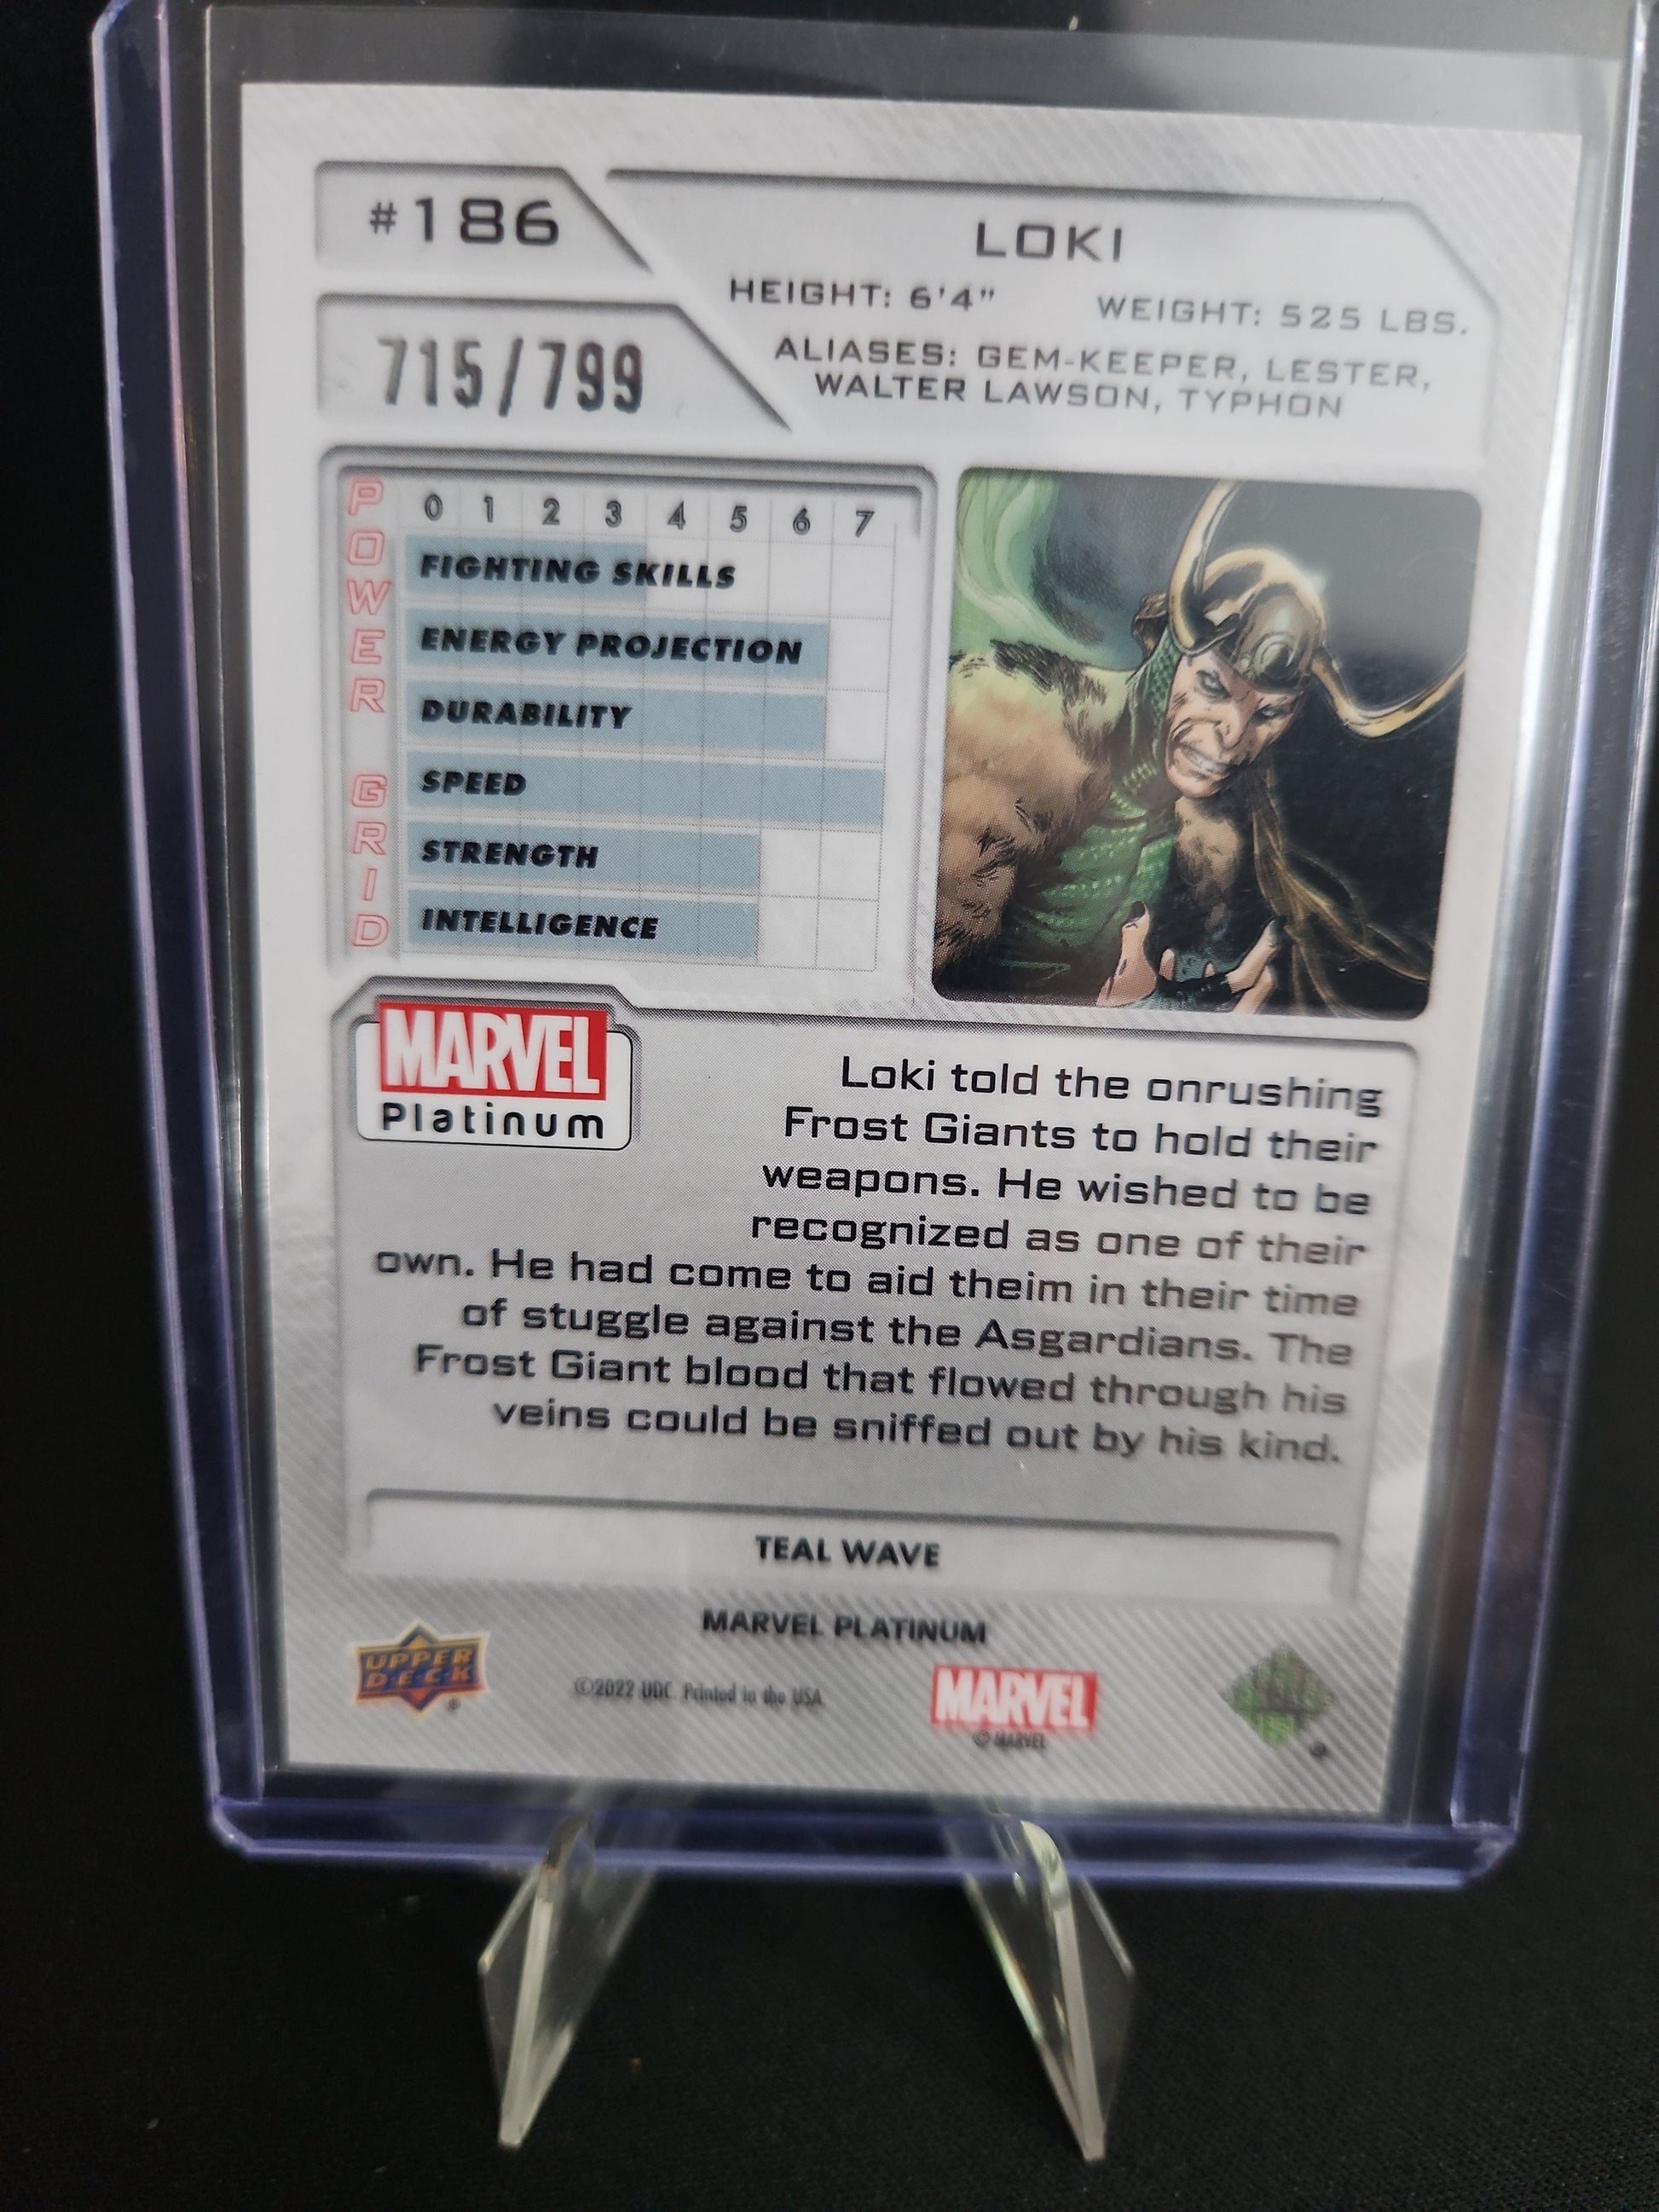 #186
LOKI
HEIGHT: 6'4" WEIGHT: 525 LBS.
715/799
ALIASES: GEM-KEEPER, LESTER,
WALTER LAWSON, TYPHON
POWER GRID
0 1 2 3 4 5 6 7
FIGHTING SKILLS
ENERGY PROJECTION
DURABILITY
SPEED
STRENGTH
INTELLIGENCE
MARVEL
Platinum
Loki told the onrushing
Frost Giants to hold their
weapons. He wished to be
recognized as one of their
own. He had come to aid theim in their time
of stuggle against the Asgardians. The
Frost Giant blood that flowed through his
veins could be sniffed out by his kind.
TEAL WAVE
MARVEL PLATINUM
UPPER
DECK
©2022 UDC. Printed in the USA
MARVEL
© MARVEL